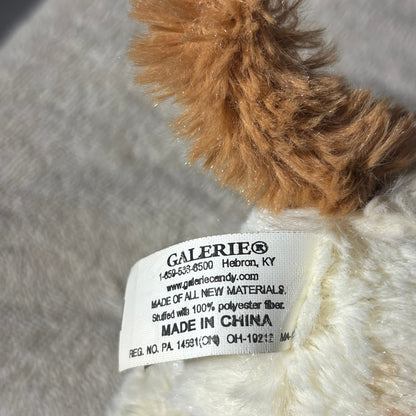 GALERIE®
1-859-538-6500 Hebron, KY
www.galeriecandy.com
MADE OF ALL NEW MATERIALS.
Stuffed with 100% polyester fiber.
MADE IN CHINA
REG. NO. PA. 14581(CN) OH-19212 MA-